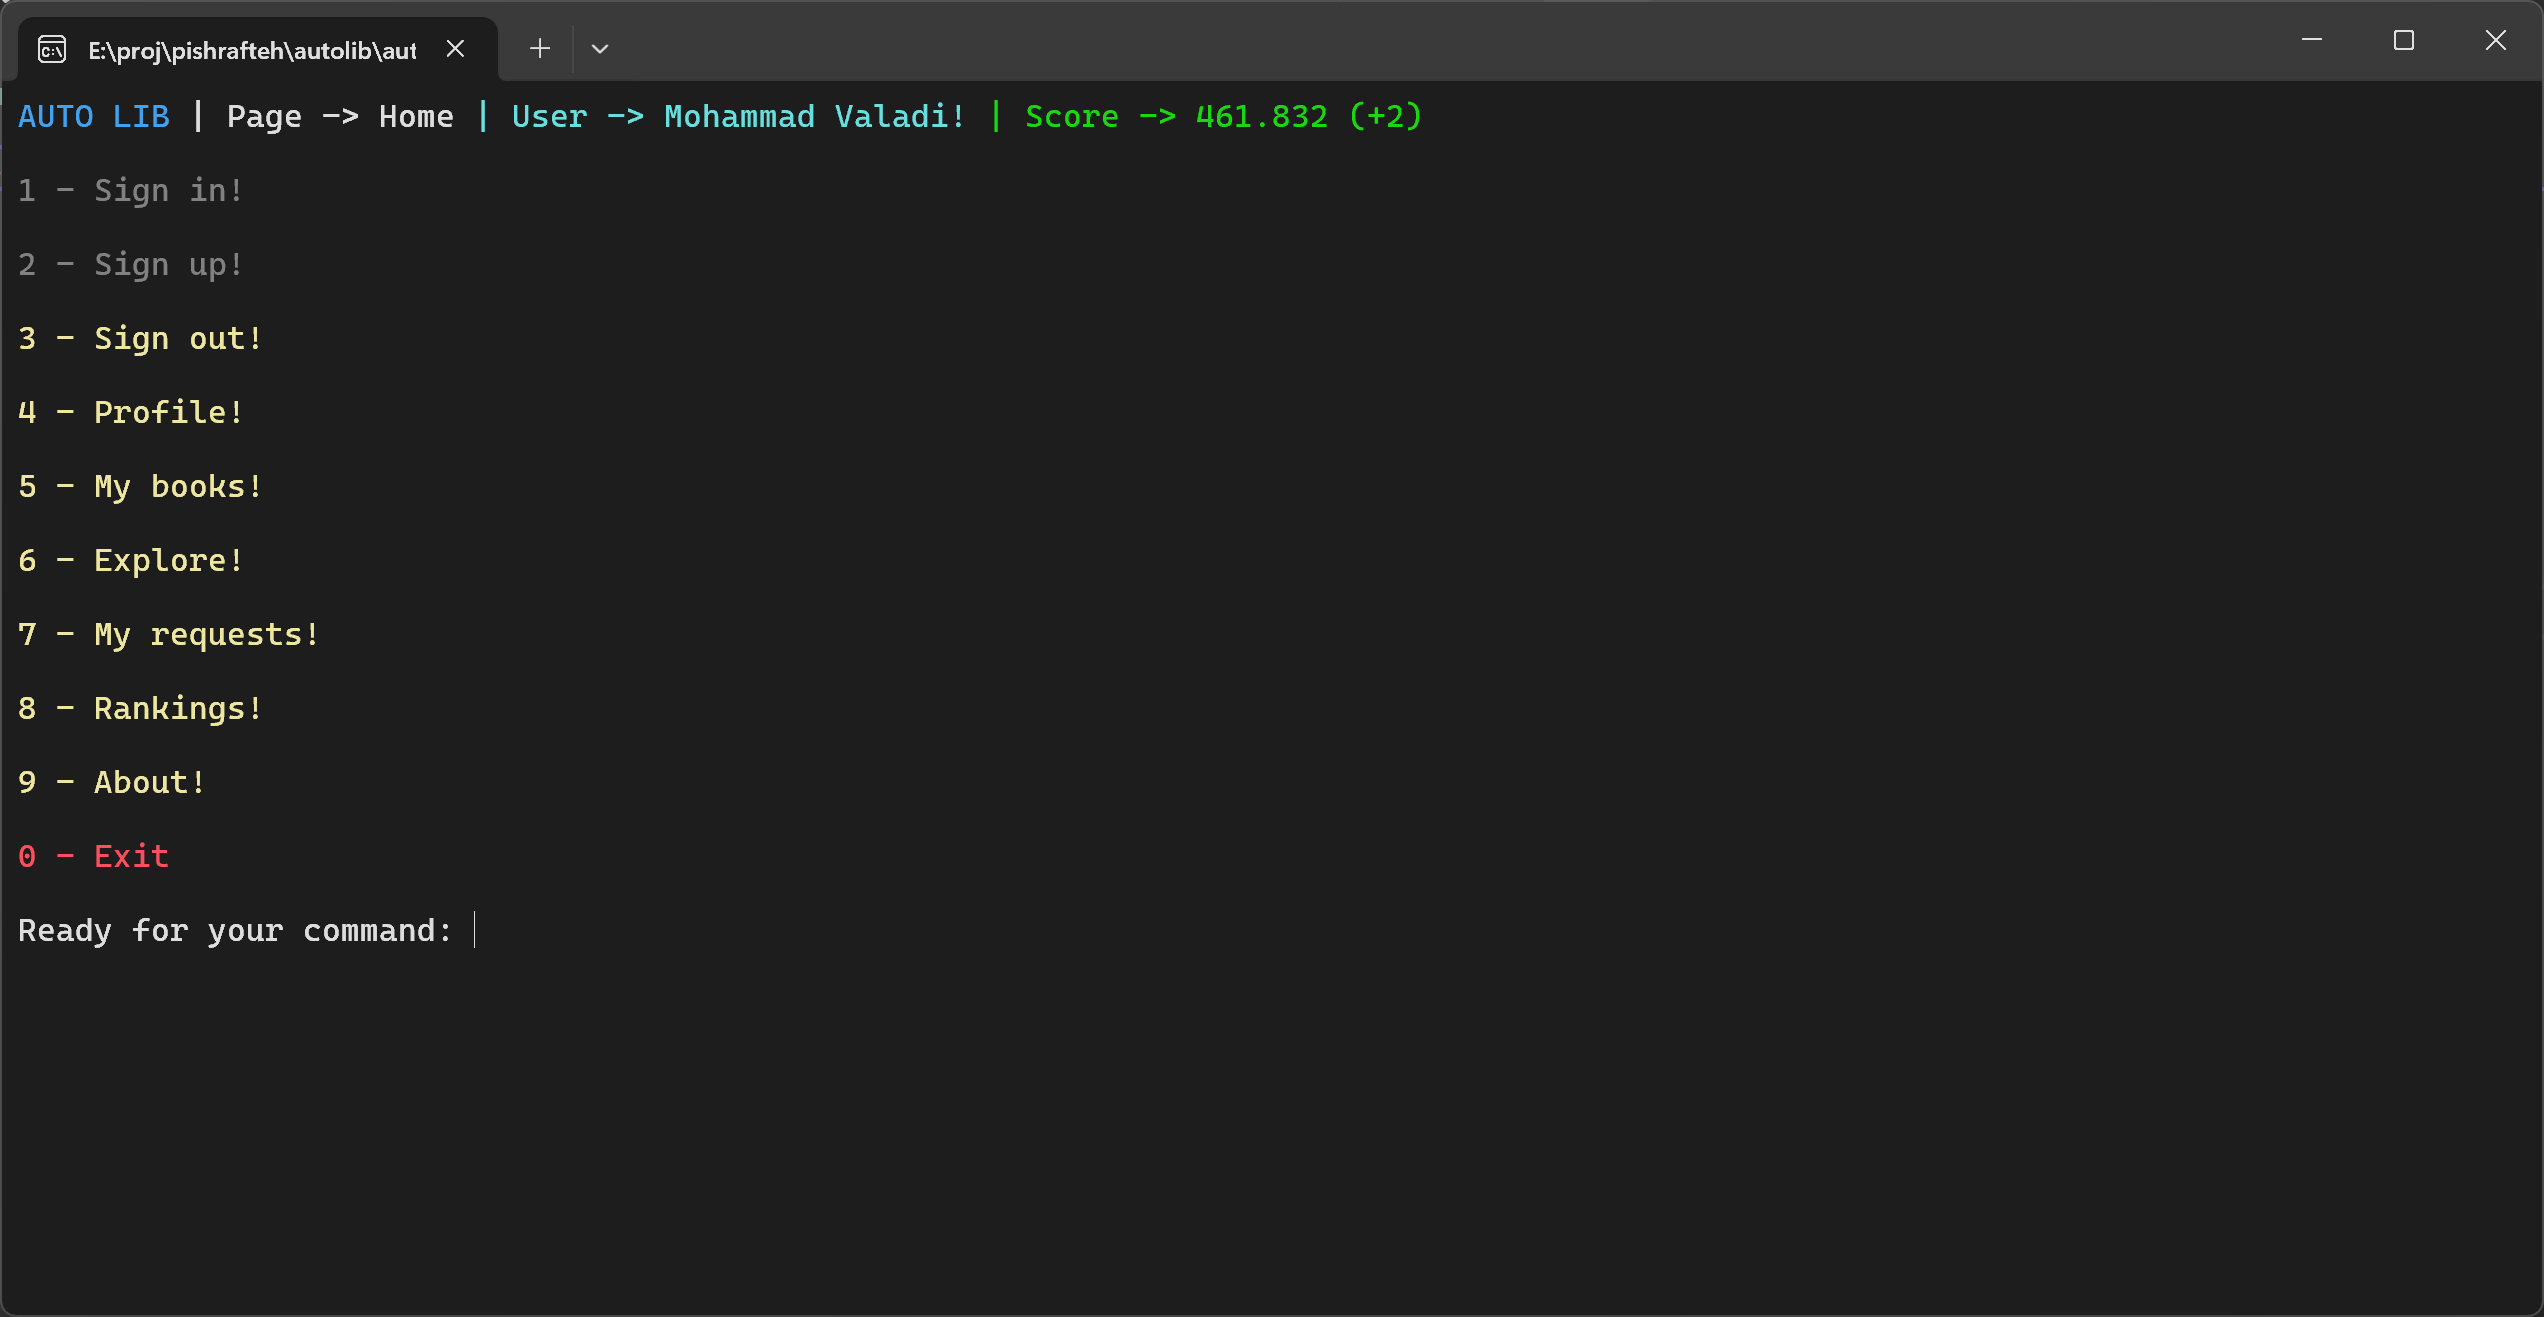 E:\proj\pishrafteh\autolib\aut
AUTO LIB | Page -> Home | User -> Mohammad Valadi! | Score -> 461.832 (+2)
1 - Sign in!
2 - Sign up!
3 - Sign out!
4 - Profile!
5 - My books!
6 - Explore!
7 - My requests!
8 - Rankings!
9 - About!
0 - Exit
Ready for your command: